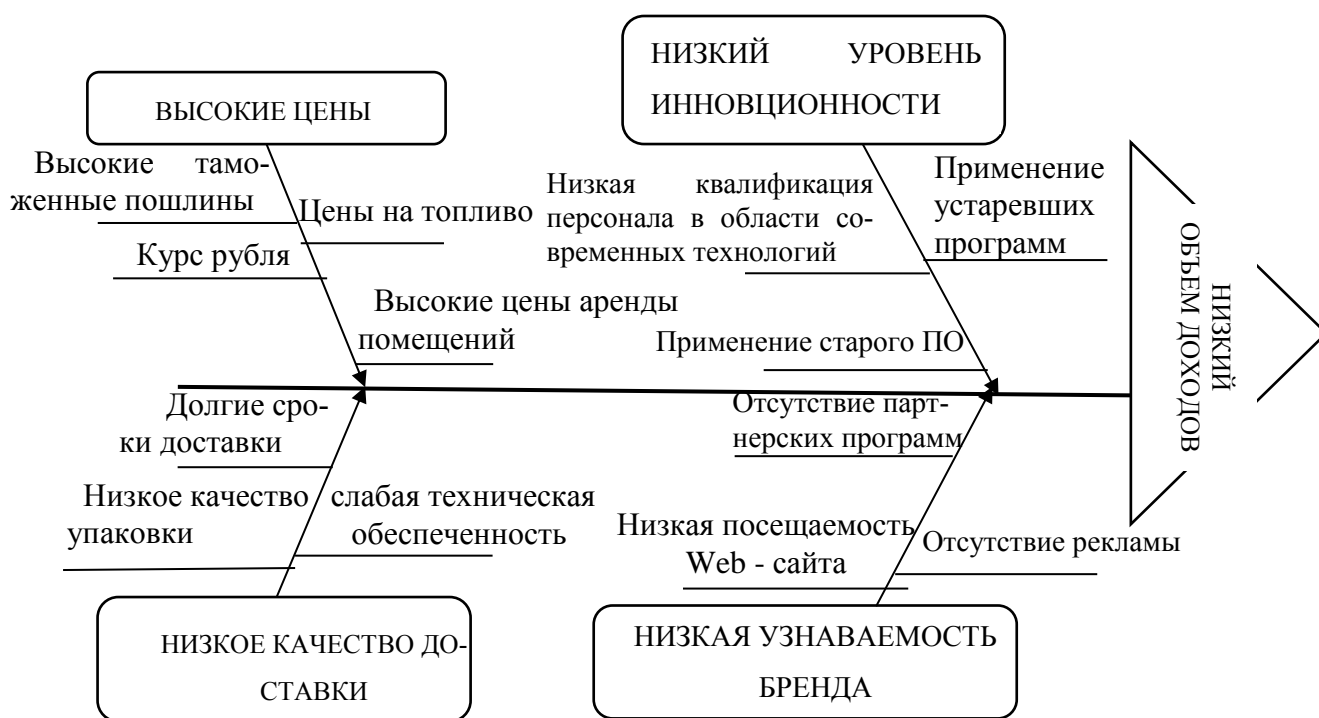 НИЗКИЙ УРОВЕНЬ
ИННОВЦИОННОСТИ
ВЫСОКИЕ ЦЕНЫ
Высокие тамо-
женные пошлины
Цены на топливо
Курс рубля
Высокие цены аренды
помещений
Низкая квалификация
персонала в области со-
временных технологий
Применение
устаревших
программ
Применение старого ПО
НИЗКИЙ
ОБЪЕМ ДОХОДОВ
Долгие сро-
ки доставки
Низкое качество
упаковки
слабая техническая
обеспеченность
Отсутствие парт-
нерских программ
Низкая посещаемость
Web - сайта
Отсутствие рекламы
НИЗКОЕ КАЧЕСТВО ДО-
СТАВКИ
НИЗКАЯ УЗНАВАЕМОСТЬ
БРЕНДА